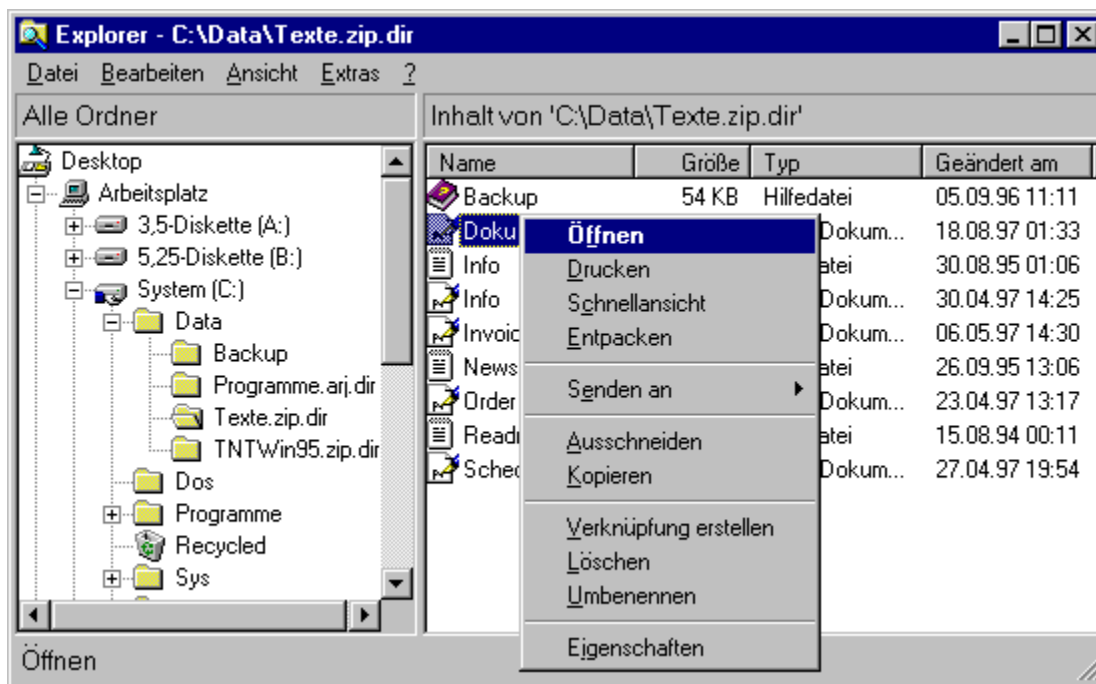 Explorer - C:\Data\Texte.zip.dir
Datei Bearbeiten Ansicht Extras ?
Alle Ordner
Inhalt von 'C:\Data\Texte.zip.dir'
Desktop
Arbeitsplatz
3,5-Diskette (A:)
5,25-Diskette (B:)
System (C:)
Data
Backup
Programme.arj.dir
Texte.zip.dir
TNTWin95.zip.dir
Dos
Programme
Recycled
Sys
Name Größe Typ Geändert am
Backup 54 KB Hilfedatei 05.09.96 11:11
Doku Dokum... 18.08.97 01:33
Info atei 30.08.95 01:06
Info Dokum... 30.04.97 14:25
Invoic Dokum... 06.05.97 14:30
News atei 26.09.95 13:06
Order Dokum... 23.04.97 13:17
Read atei 15.08.94 00:11
Sched Dokum... 27.04.97 19:54
Öffnen
Drucken
Schnellansicht
Entpacken
Senden an
Ausschneiden
Kopieren
Verknüpfung erstellen
Löschen
Umbenennen
Eigenschaften
Öffnen